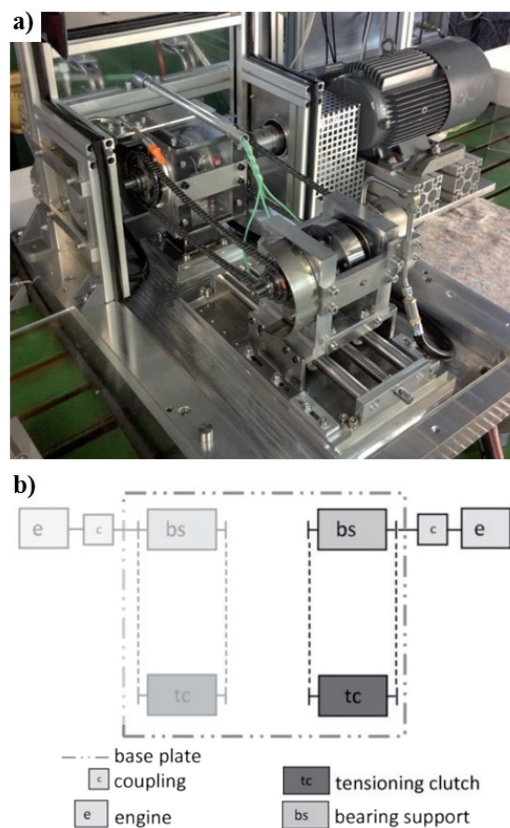 a)
b)
e c bs bs c e
tc tc
base plate
c coupling tc tensioning clutch
e engine bs bearing support